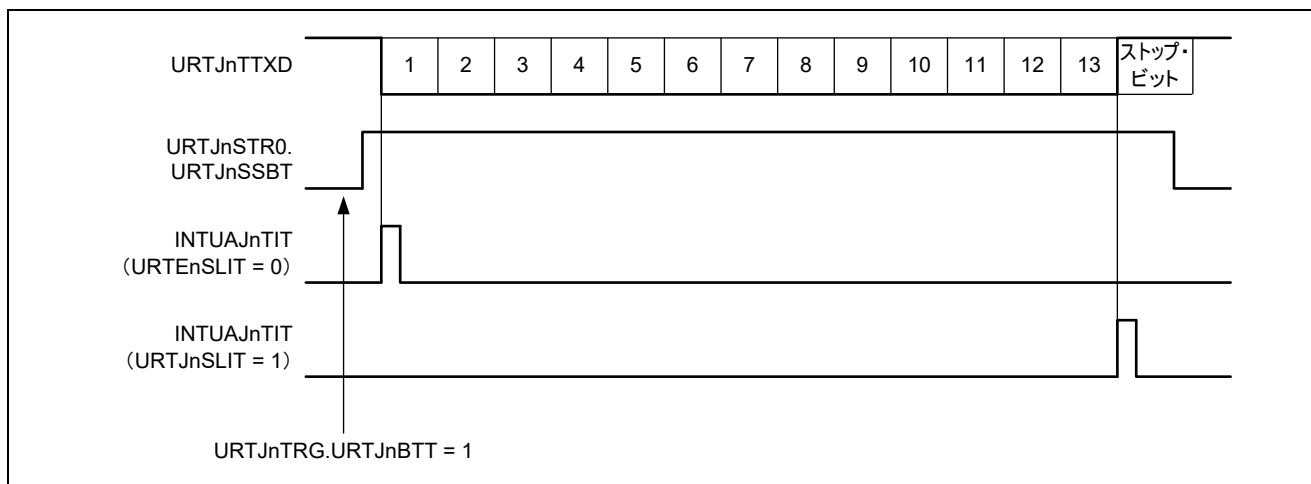 URTJnTTXD
1 2 3 4 5 6 7 8 9 10 11 12 13
ストップ・
ビット
URTJnSTR0.
URTJnSSBT
INTUAJnTIT
（URTEnSLIT = 0）
INTUAJnTIT
（URTJnSLIT = 1）
URTJnTRG.URTJnBTT = 1